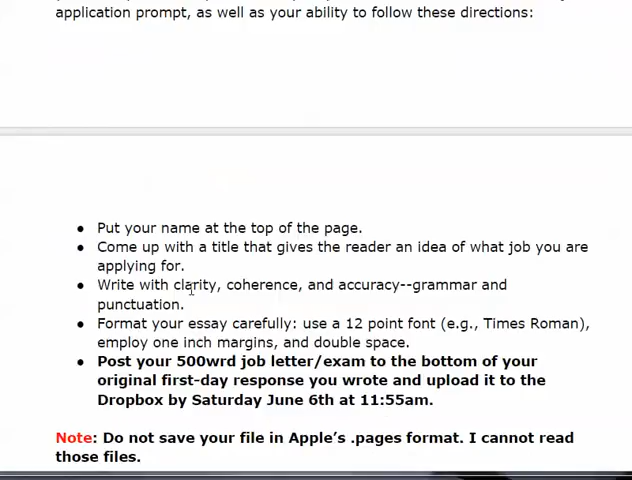 application prompt, as well as your ability to follow these directions:
● Put your name at the top of the page.
● Come up with a title that gives the reader an idea of what job you are
applying for.
● Write with clarity, coherence, and accuracy--grammar and
punctuation.
● Format your essay carefully: use a 12 point font (e.g., Times Roman),
employ one inch margins, and double space.
● Post your 500wrd job letter/exam to the bottom of your
original first-day response you wrote and upload it to the
Dropbox by Saturday June 6th at 11:55am.
Note: Do not save your file in Apple’s .pages format. I cannot read
those files.